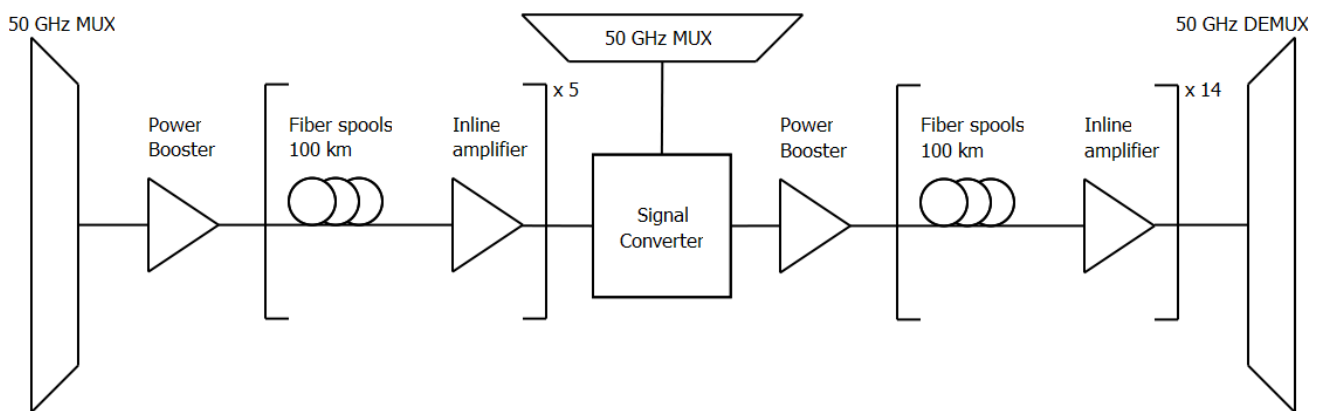 50 GHz MUX
Power
Booster
Fiber spools
100 km
Inline
amplifier
x 5
50 GHz MUX
Signal
Converter
Power
Booster
Fiber spools
100 km
Inline
amplifier
x 14
50 GHz DEMUX